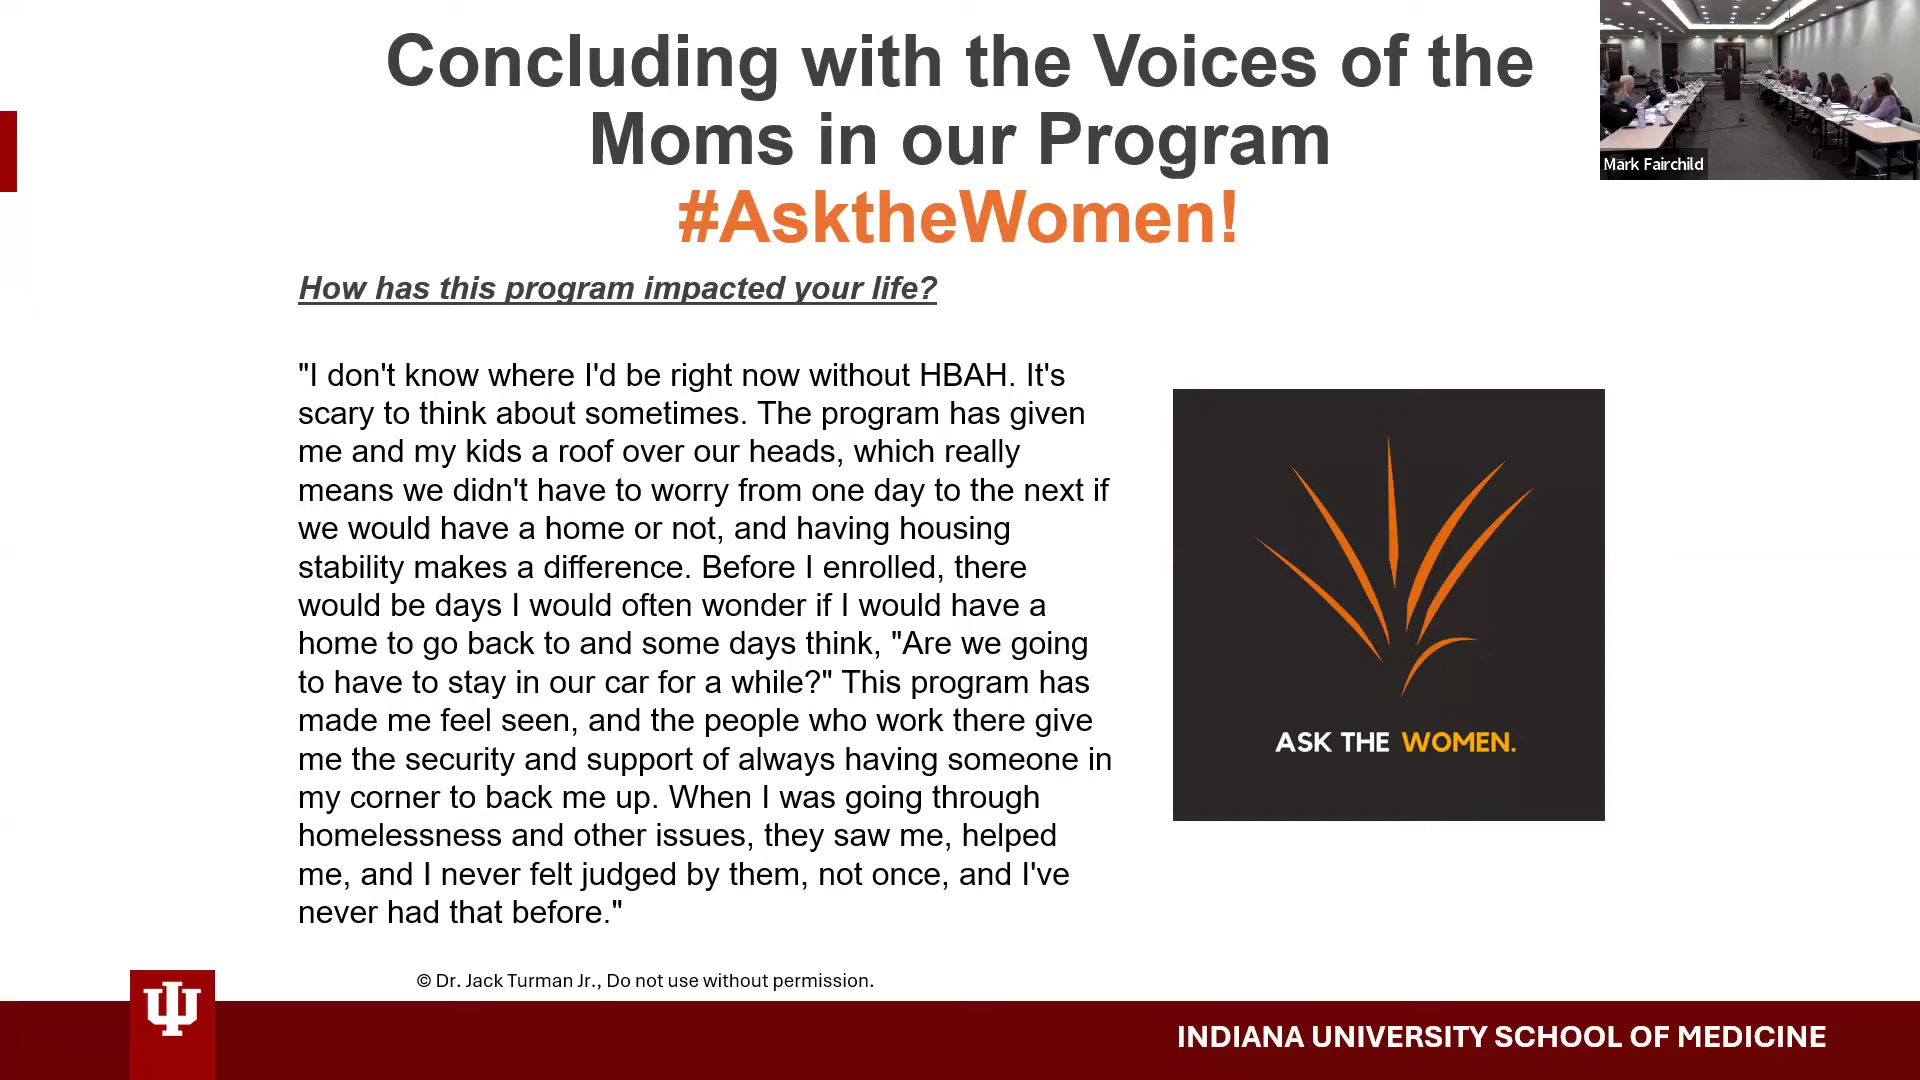 Concluding with the Voices of the
Moms in our Program
#AsktheWomen!
Mark Fairchild
How has this program impacted your life?
"I don't know where I'd be right now without HBAH. It's
scary to think about sometimes. The program has given
me and my kids a roof over our heads, which really
means we didn't have to worry from one day to the next if
we would have a home or not, and having housing
stability makes a difference. Before I enrolled, there
would be days I would often wonder if I would have a
home to go back to and some days think, "Are we going
to have to stay in our car for a while?" This program has
made me feel seen, and the people who work there give
me the security and support of always having someone in
my corner to back me up. When I was going through
homelessness and other issues, they saw me, helped
me, and I never felt judged by them, not once, and I've
never had that before."
ASK THE WOMEN.
© Dr. Jack Turman Jr., Do not use without permission.
INDIANA UNIVERSITY SCHOOL OF MEDICINE